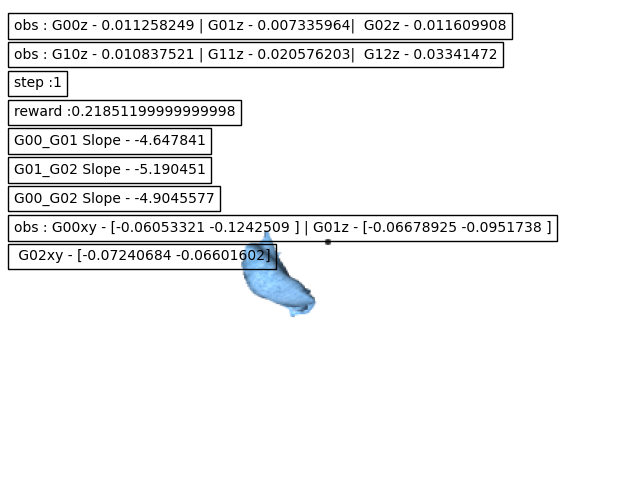 obs : G00z - 0.011258249 | G01z - 0.007335964|  G02z - 0.011609908
obs : G10z - 0.010837521 | G11z - 0.020576203|  G12z - 0.03341472
step :1
reward :0.21851199999999998
G00_G01 Slope - -4.647841
G01_G02 Slope - -5.190451
G00_G02 Slope - -4.9045577
obs : G00xy - [-0.06053321 -0.1242509 ] | G01z - [-0.06678925 -0.0951738 ]
G02xy - [-0.07240684 -0.06601602]